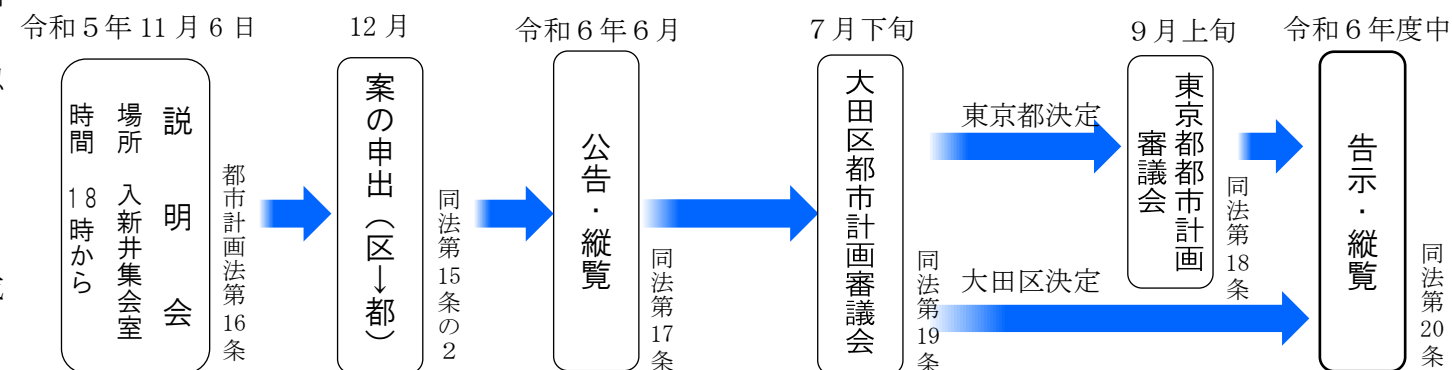 令和５年11月６日
説明会
場所 入新井集会室
時間 18時から
都市計画法第16条
12月
案の申出（区→都）
同法第15条の２
令和６年６月
公告・縦覧
同法第17条
７月下旬
大田区都市計画審議会
同法第19条
東京都決定
大田区決定
９月上旬
東京都都市計画
審議会
同法第18条
令和６年度中
告示・縦覧
同法第20条